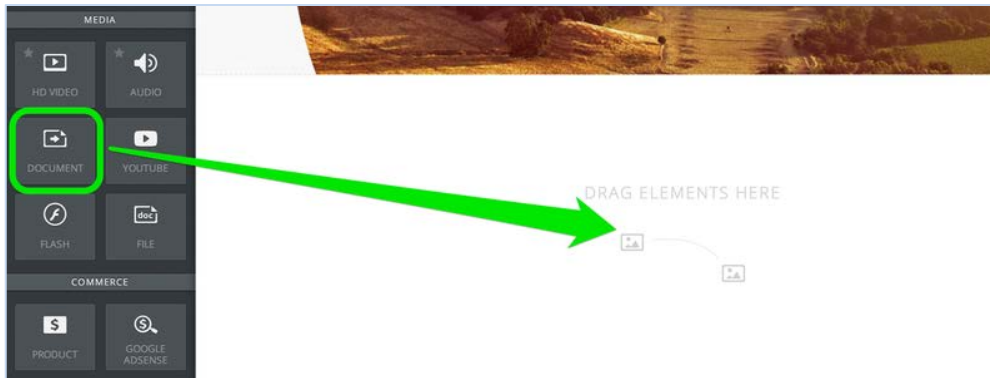 MEDIA
HD VIDEO
AUDIO
DOCUMENT
YOUTUBE
FLASH
doc
FILE
COMMERCE
$
PRODUCT
S
GOOGLE
ADSENSE
DRAG ELEMENTS HERE